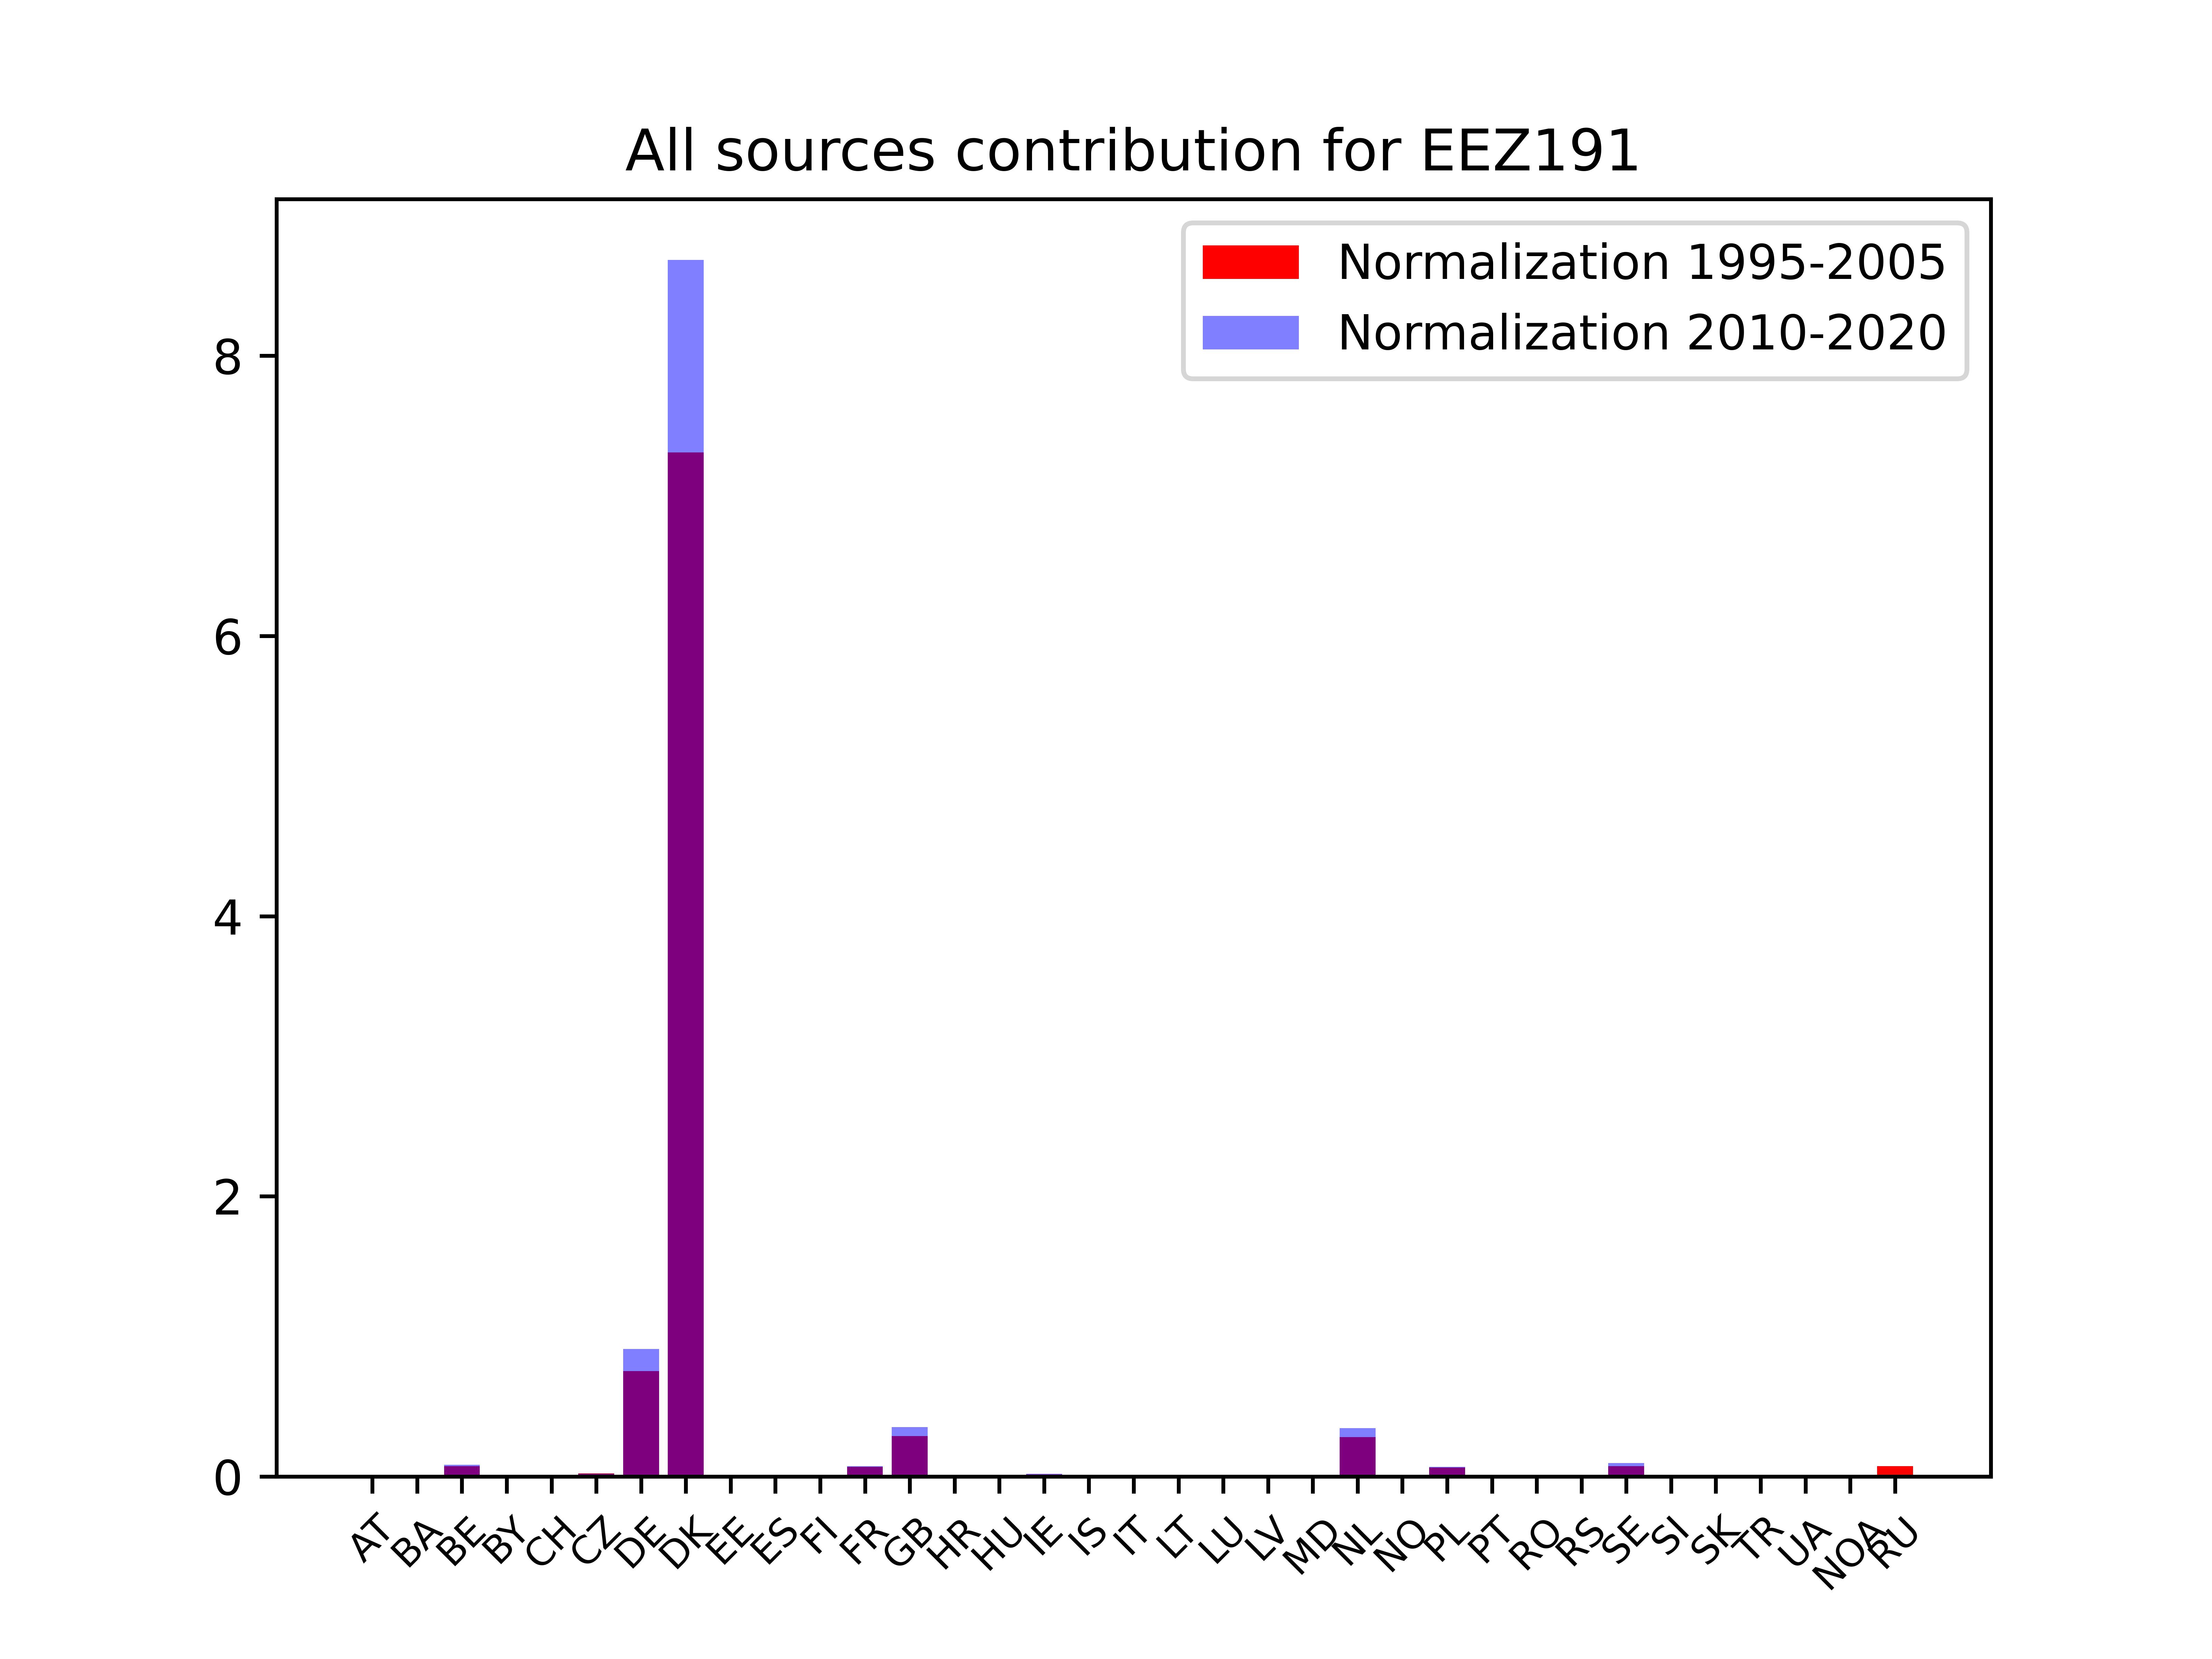 All sources contribution for EEZ191
Normalization 1995-2005
Normalization 2010-2020
8
6
4
2
0
AT BA BE BY CH CZ DE DK EE ES FI FR GB HR HU IE IS IT LT LU LV MD NL NO PL PT RO RS SE SI SK TR UA NOA RU